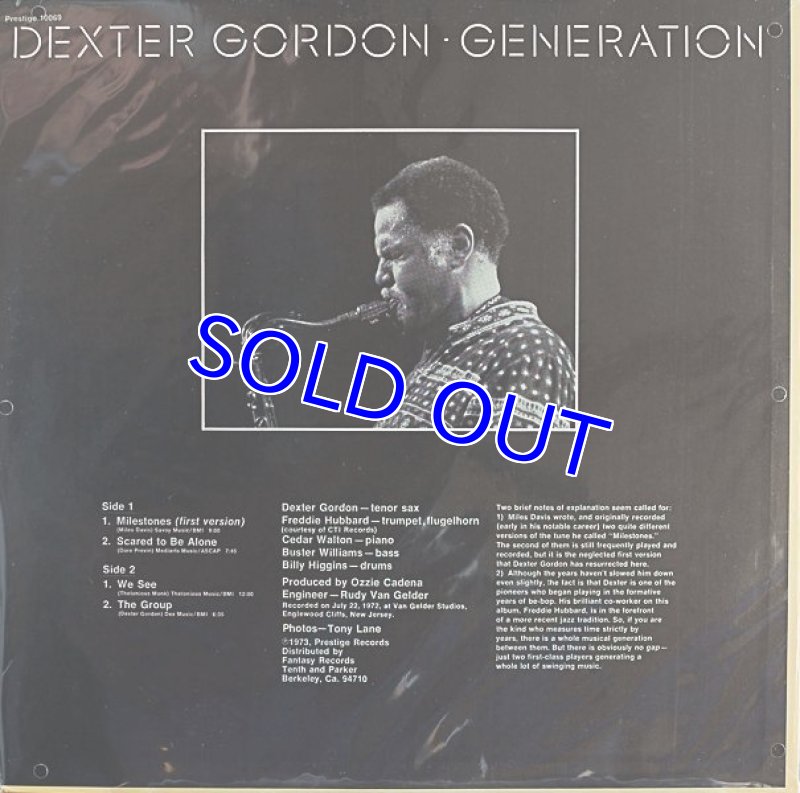 Prestige 10069
DEXTER GORDON · GENERATION
SOLD OUT
Side 1
1. Milestones (first version)
(Miles Davis) Savoy Music/BMI 9:00
2. Scared to Be Alone
(Dore Previn) Mediarts Music/ASCAP 7:45
Side 2
1. We See
(Thelonious Monk) Thelonious Music/BMI 12:00
2. The Group
(Dexter Gordon) Dex Music/BMI
Dexter Gordon—tenor sax
Freddie Hubbard—trumpet, flugelhorn
(courtesy of CTI Records)
Cedar Walton—piano
Buster Williams—bass
Billy Higgins—drums
Produced by Ozzie Cadena
Engineer—Rudy Van Gelder
Recorded on July 22, 1972, at Van Gelder Studios,
Englewood Cliffs, New Jersey.
Photos—Tony Lane
℗1973, Prestige Records
Distributed by
Fantasy Records
Tenth and Parker
Berkeley, Ca. 94710
Two brief notes of explanation seem called for:
1) Miles Davis wrote, and originally recorded
(early in his notable career) two quite different
versions of the tune he called "Milestones."
The second of them is still frequently played and
recorded, but it is the neglected first version
that Dexter Gordon has resurrected here.
2) Although the years haven't slowed him down
even slightly, the fact is that Dexter is one of the
pioneers who began playing in the formative
years of be-bop. His brilliant co-worker on this
album, Freddie Hubbard, is in the forefront
of a more recent jazz tradition. So, if you are
the kind who measures time strictly by
years, there is a whole musical generation
between them. But there is obviously no gap—
just two first-class players generating a
whole lot of swinging music.